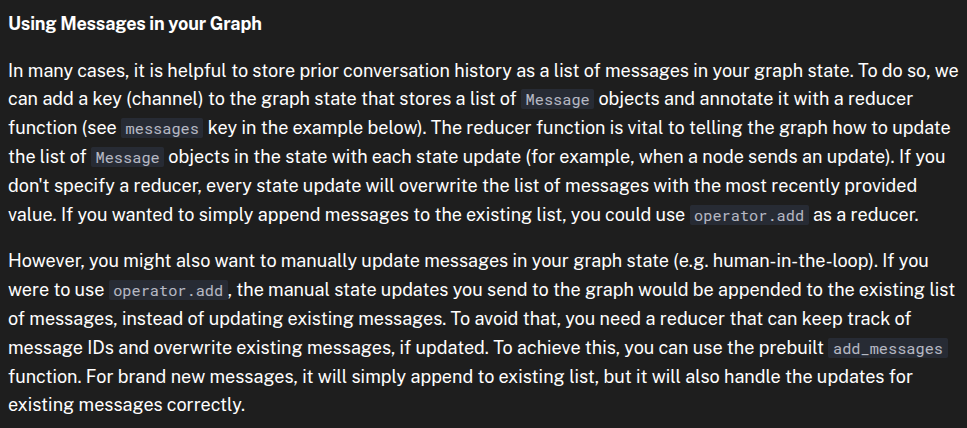 Using Messages in your Graph
In many cases, it is helpful to store prior conversation history as a list of messages in your graph state. To do so, we
can add a key (channel) to the graph state that stores a list of Message objects and annotate it with a reducer
function (see messages key in the example below). The reducer function is vital to telling the graph how to update
the list of Message objects in the state with each state update (for example, when a node sends an update). If you
don't specify a reducer, every state update will overwrite the list of messages with the most recently provided
value. If you wanted to simply append messages to the existing list, you could use operator.add as a reducer.
However, you might also want to manually update messages in your graph state (e.g. human-in-the-loop). If you
were to use operator.add, the manual state updates you send to the graph would be appended to the existing list
of messages, instead of updating existing messages. To avoid that, you need a reducer that can keep track of
message IDs and overwrite existing messages, if updated. To achieve this, you can use the prebuilt add_messages
function. For brand new messages, it will simply append to existing list, but it will also handle the updates for
existing messages correctly.